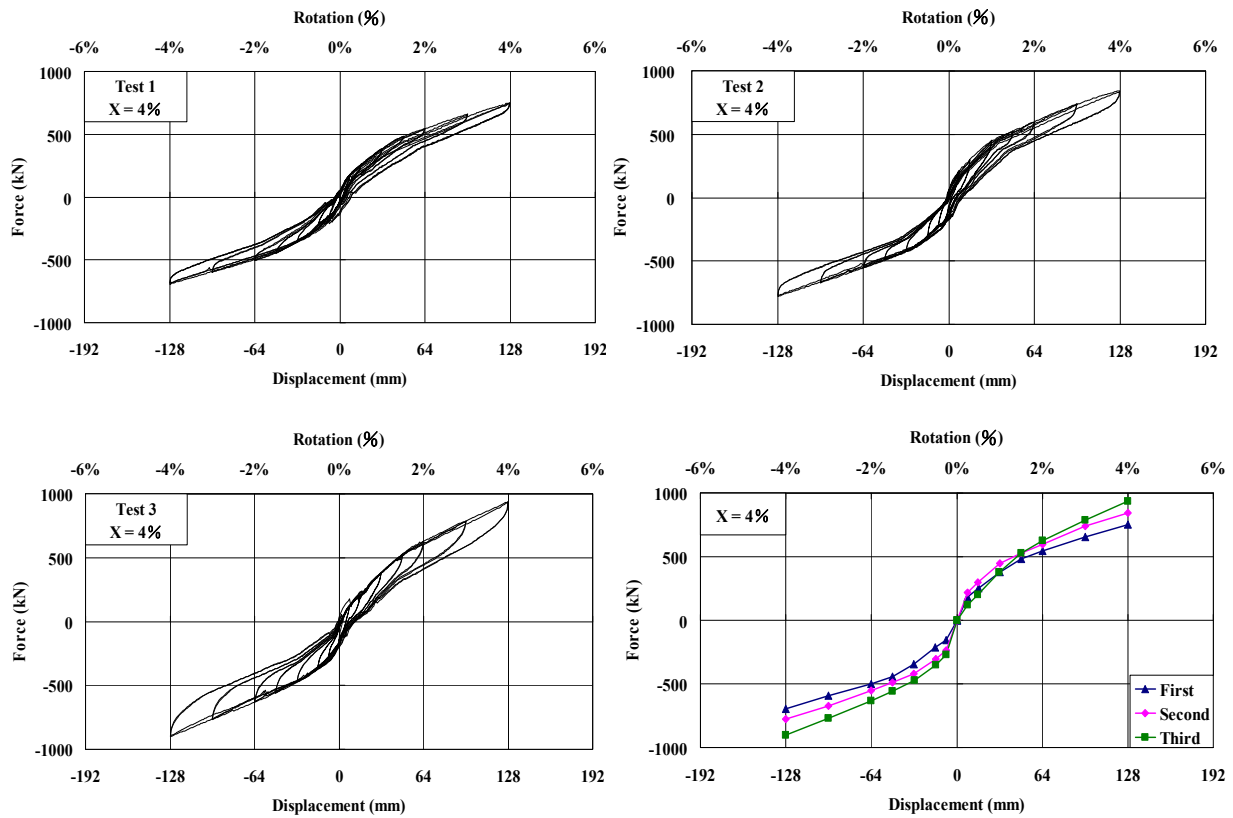 Rotation (%)
-6% -4% -2% 0% 2% 4% 6%
1000
500
0
-500
-1000
Force (kN)
Test 1
X = 4%
-192 -128 -64 0 64 128 192
Displacement (mm)
Rotation (%)
-6% -4% -2% 0% 2% 4% 6%
1000
500
0
-500
-1000
Force (kN)
Test 2
X = 4%
-192 -128 -64 0 64 128 192
Displacement (mm)
Rotation (%)
-6% -4% -2% 0% 2% 4% 6%
1000
500
0
-500
-1000
Force (kN)
Test 3
X = 4%
-192 -128 -64 0 64 128 192
Displacement (mm)
Rotation (%)
-6% -4% -2% 0% 2% 4% 6%
1000
500
0
-500
-1000
Force (kN)
X = 4%
First
Second
Third
-192 -128 -64 0 64 128 192
Displacement (mm)